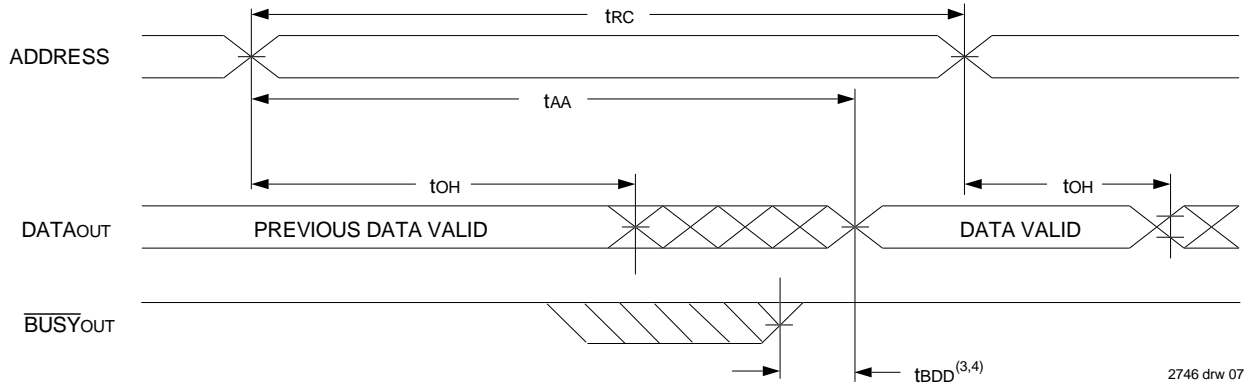 tRC
ADDRESS
tAA
tOH
tOH
DATAOUT
PREVIOUS DATA VALID
DATA VALID
BUSYOUT
tBDD(3,4)
2746 drw 07